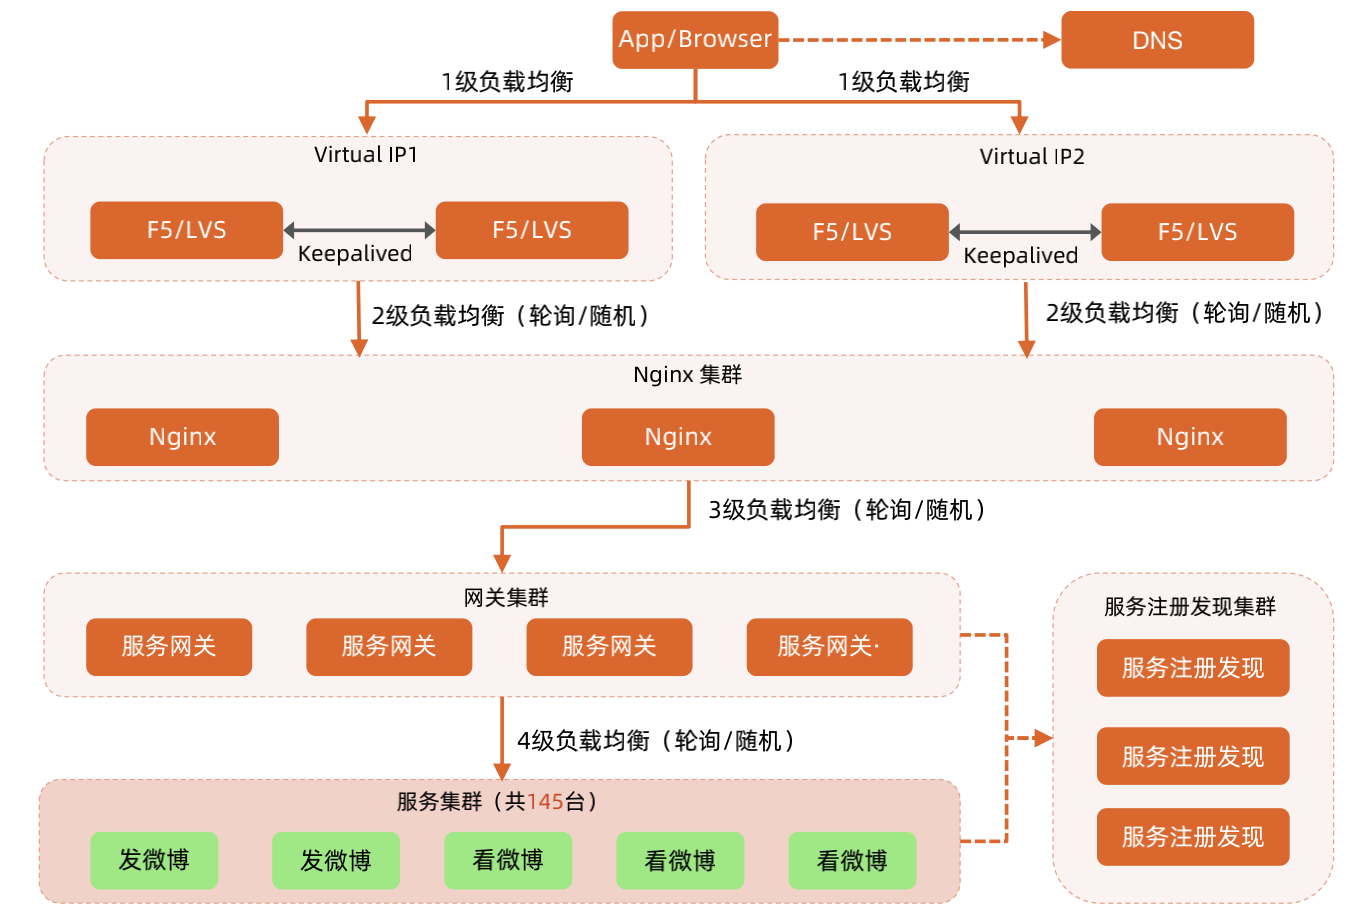 App/Browser
DNS
1级负载均衡
1级负载均衡
Virtual IP1
Virtual IP2
F5/LVS
F5/LVS
Keepalived
F5/LVS
F5/LVS
Keepalived
2级负载均衡（轮询/随机）
2级负载均衡（轮询/随机）
Nginx 集群
Nginx
Nginx
Nginx
3级负载均衡（轮询/随机）
网关集群
服务网关
服务网关
服务网关
服务网关·
服务注册发现集群
服务注册发现
服务注册发现
服务注册发现
4级负载均衡（轮询/随机）
服务集群（共145台）
发微博
发微博
看微博
看微博
看微博